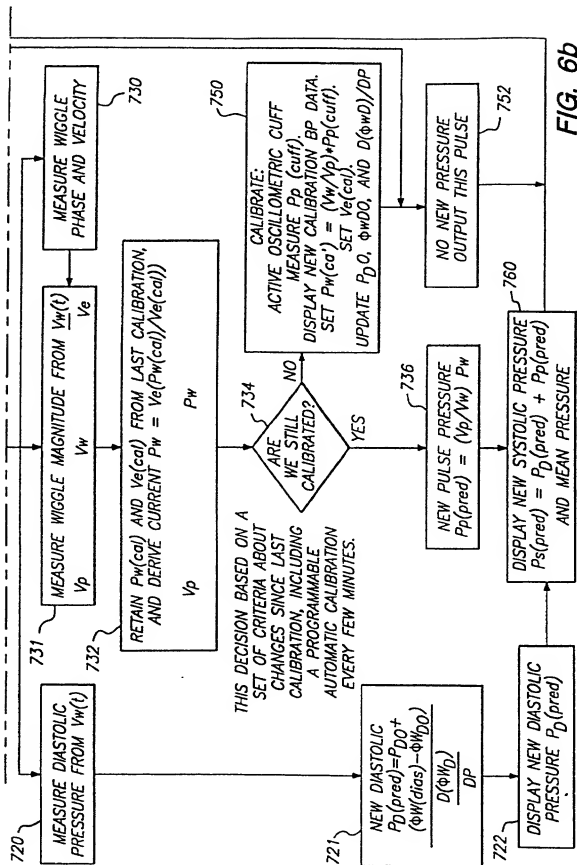 720
MEASURE DIASTOLIC
PRESSURE FROM Vw(t)
731
MEASURE WIGGLE MAGNITUDE FROM Vw(t)
Vp Vw Ve
730
MEASURE WIGGLE
PHASE AND VELOCITY
732
RETAIN Pw(cal) AND Ve(cal) FROM LAST CALIBRATION,
AND DERIVE CURRENT Pw = Ve(Pw(cal)/Ve(cal))
Vp Pw
THIS DECISION BASED ON A
SET OF CRITERIA ABOUT
CHANGES SINCE LAST
CALIBRATION, INCLUDING
A PROGRAMMABLE
AUTOMATIC CALIBRATION
EVERY FEW MINUTES.
734
ARE
WE STILL
CALIBRATED?
NO
YES
750
CALIBRATE:
ACTIVE OSCILLOMETRIC CUFF
MEASURE Pp (cuff).
DISPLAY NEW CALIBRATION BP DATA.
SET Pw(ca') = (Vw/Vp)*Pp(cuff).
SET Ve(cal).
UPDATE PDO, ϕwDO, AND D(ϕwD)/DP
721
NEW DIASTOLIC
PD(pred)=PDO+
(ϕW(dias)-ϕWDO)
D(ϕWD)
DP
736
NEW PULSE PRESSURE
Pp(pred) = (Vp/Vw) Pw
752
NO NEW PRESSURE
OUTPUT THIS PULSE
722
DISPLAY NEW DIASTOLIC
PRESSURE PD(pred)
760
DISPLAY NEW SYSTOLIC PRESSURE
Ps(pred) = PD(pred) + Pp(pred)
AND MEAN PRESSURE
FIG. 6b